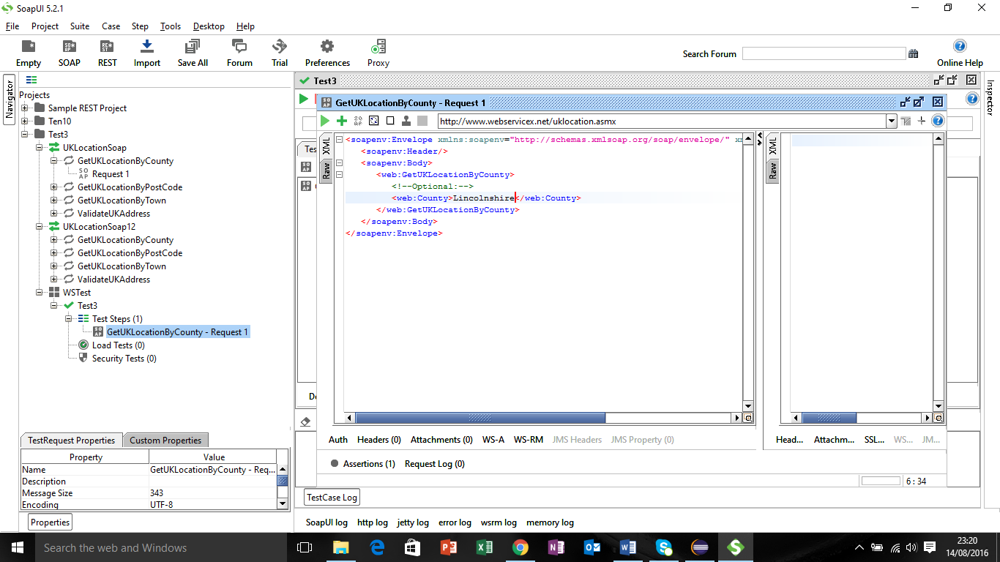 SoapUI 5.2.1
File Project Suite Case Step Tools Desktop Help
Empty SOAP REST Import Save All Forum Trial Preferences Proxy
Search Forum
Online Help
Navigator
Projects
Sample REST Project
Ten10
Test3
UKLocationSoap
GetUKLocationByCounty
Request 1
GetUKLocationByPostCode
GetUKLocationByTown
ValidateUKAddress
UKLocationSoap12
GetUKLocationByCounty
GetUKLocationByPostCode
GetUKLocationByTown
ValidateUKAddress
WSTest
Test3
Test Steps (1)
GetUKLocationByCounty - Request 1
Load Tests (0)
Security Tests (0)
TestRequest Properties Custom Properties
Property Value
Name GetUKLocationByCounty - Req...
Description
Message Size 343
Encoding UTF-8
Properties
Test3
GetUKLocationByCounty - Request 1
http://www.webservicex.net/uklocation.asmx
XML
Raw
<soapenv:Envelope xmlns:soapenv="http://schemas.xmlsoap.org/soap/envelope/"
<soapenv:Header/>
<soapenv:Body>
<web:GetUKLocationByCounty>
<!--Optional:-->
<web:County>Lincolnshire</web:County>
</web:GetUKLocationByCounty>
</soapenv:Body>
</soapenv:Envelope>
XML
Raw
Auth Headers (0) Attachments (0) WS-A WS-RM JMS Headers JMS Property (0)
Head... Attachm... SSL... WS... JM...
Assertions (1) Request Log (0)
6 : 34
TestCase Log
SoapUI log http log jetty log error log wsrm log memory log
Inspector
Search the web and Windows
23:20
14/08/2016